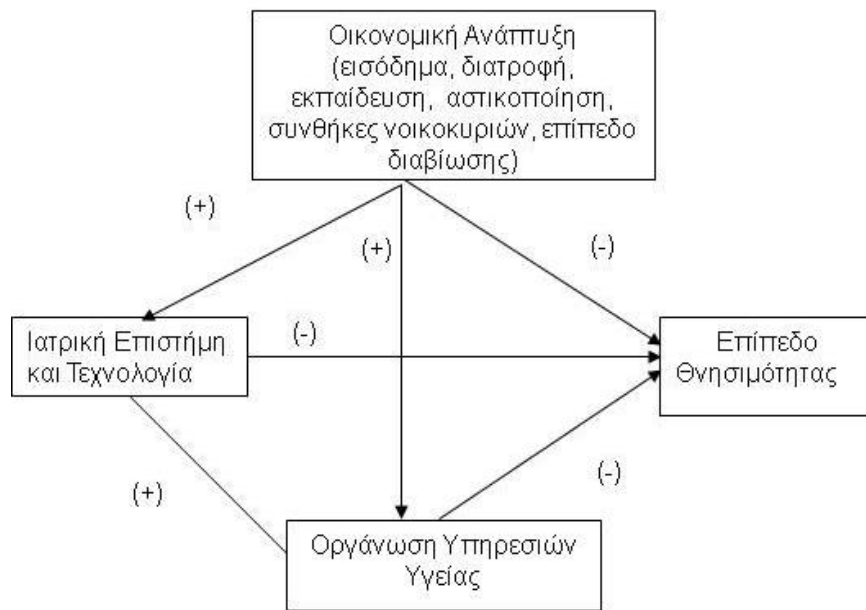 Οικονομική Ανάπτυξη
(εισόδημα, διατροφή,
εκπαίδευση, αστικοποίηση,
συνθήκες νοικοκυριών, επίπεδο
διαβίωσης)
(+)
(+)
(-)
Ιατρική Επιστήμη
και Τεχνολογία
(-)
Επίπεδο
Θνησιμότητας
(+)
(-)
Οργάνωση Υπηρεσιών
Υγείας